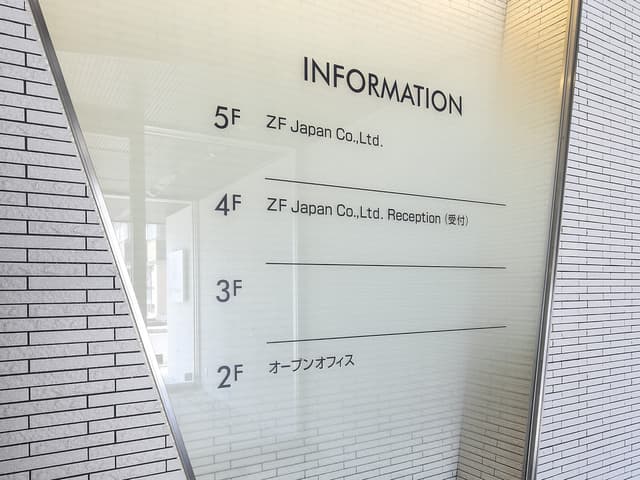 INFORMATION
5F ZF Japan Co.,Ltd.
4F ZF Japan Co.,Ltd. Reception (受付)
3F
2F オープンオフィス